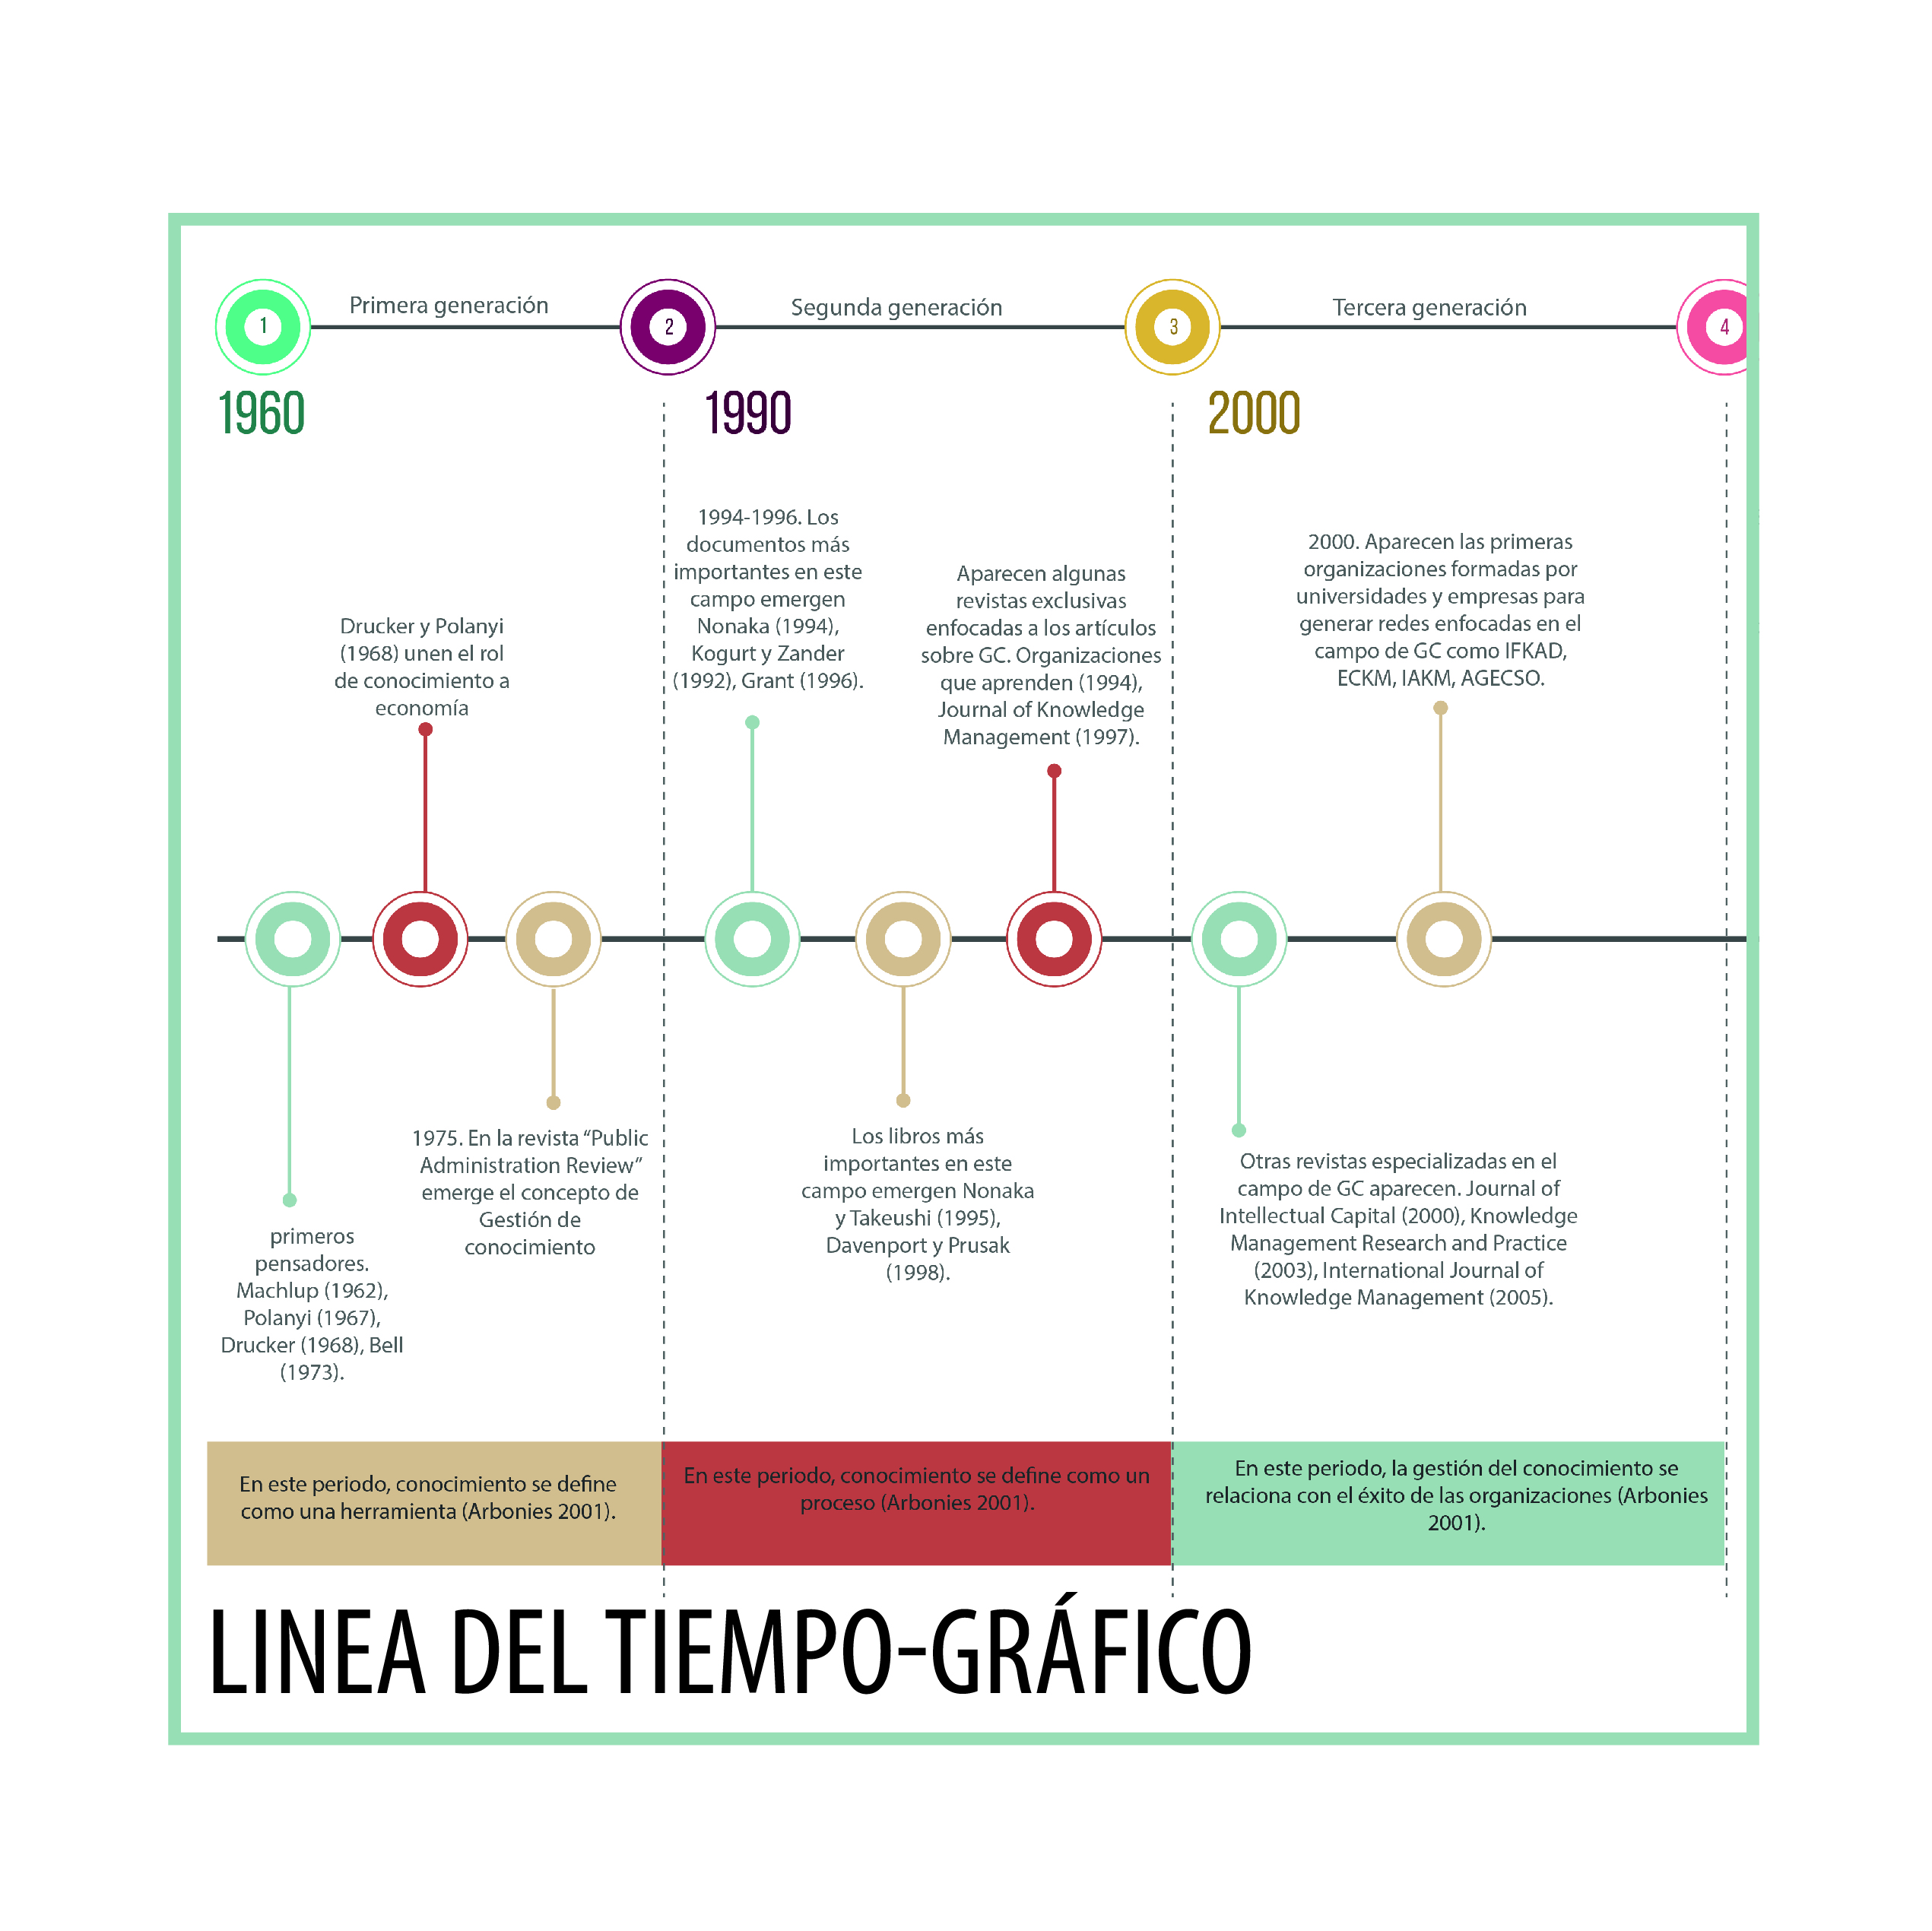 Primera generación
Segunda generación
Tercera generación
1
2
3
4
1960
1990
2000
Drucker y Polanyi
(1968) unen el rol
de conocimiento a
economía
1994-1996. Los
documentos más
importantes en este
campo emergen
Nonaka (1994),
Kogurt y Zander
(1992), Grant (1996).
Aparecen algunas
revistas exclusivas
enfocadas a los artículos
sobre GC. Organizaciones
que aprenden (1994),
Journal of Knowledge
Management (1997).
2000. Aparecen las primeras
organizaciones formadas por
universidades y empresas para
generar redes enfocadas en el
campo de GC como IFKAD,
ECKM, IAKM, AGECSO.
primeros
pensadores.
Machlup (1962),
Polanyi (1967),
Drucker (1968), Bell
(1973).
1975. En la revista “Public
Administration Review”
emerge el concepto de
Gestión de
conocimiento
Los libros más
importantes en este
campo emergen Nonaka
y Takeushi (1995),
Davenport y Prusak
(1998).
Otras revistas especializadas en el
campo de GC aparecen. Journal of
Intellectual Capital (2000), Knowledge
Management Research and Practice
(2003), International Journal of
Knowledge Management (2005).
En este periodo, conocimiento se define
como una herramienta (Arbonies 2001).
En este periodo, conocimiento se define como un
proceso (Arbonies 2001).
En este periodo, la gestión del conocimiento se
relaciona con el éxito de las organizaciones (Arbonies
2001).
LINEA DEL TIEMPO-GRÁFICO